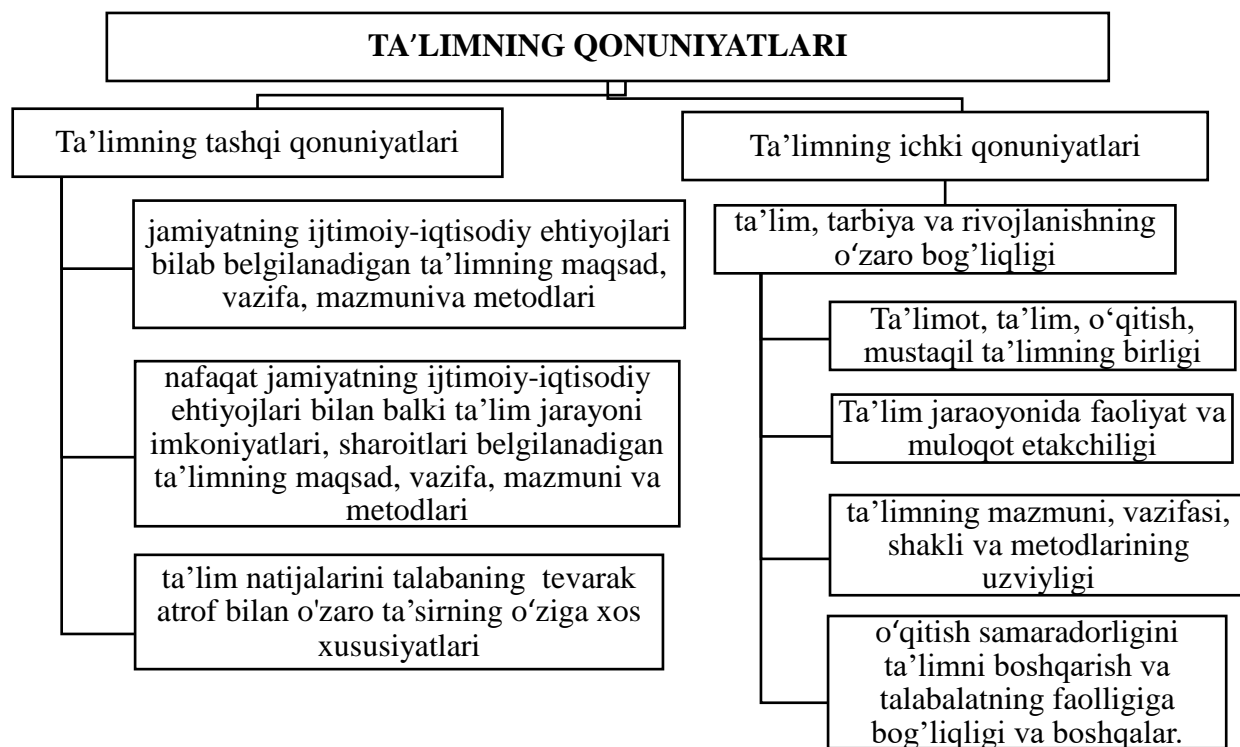 TA′LIMNING QONUNIYATLARI
Ta’limning tashqi qonuniyatlari
jamiyatning ijtimoiy-iqtisodiy ehtiyojlari
bilab belgilanadigan ta’limning maqsad,
vazifa, mazmuniva metodlari
nafaqat jamiyatning ijtimoiy-iqtisodiy
ehtiyojlari bilan balki ta’lim jarayoni
imkoniyatlari, sharoitlari belgilanadigan
ta’limning maqsad, vazifa, mazmuni va
metodlari
ta’lim natijalarini talabaning tevarak
atrof bilan o'zaro ta’sirning o‘ziga xos
xususiyatlari
Ta’limning ichki qonuniyatlari
ta’lim, tarbiya va rivojlanishning
o‘zaro bog’liqligi
Ta’limot, ta’lim, o‘qitish,
mustaqil ta’limning birligi
Ta’lim jaraoyonida faoliyat va
muloqot etakchiligi
ta’limning mazmuni, vazifasi,
shakli va metodlarining
uzviyligi
o‘qitish samaradorligini
ta’limni boshqarish va
talabalatning faolligiga
bog’liqligi va boshqalar.